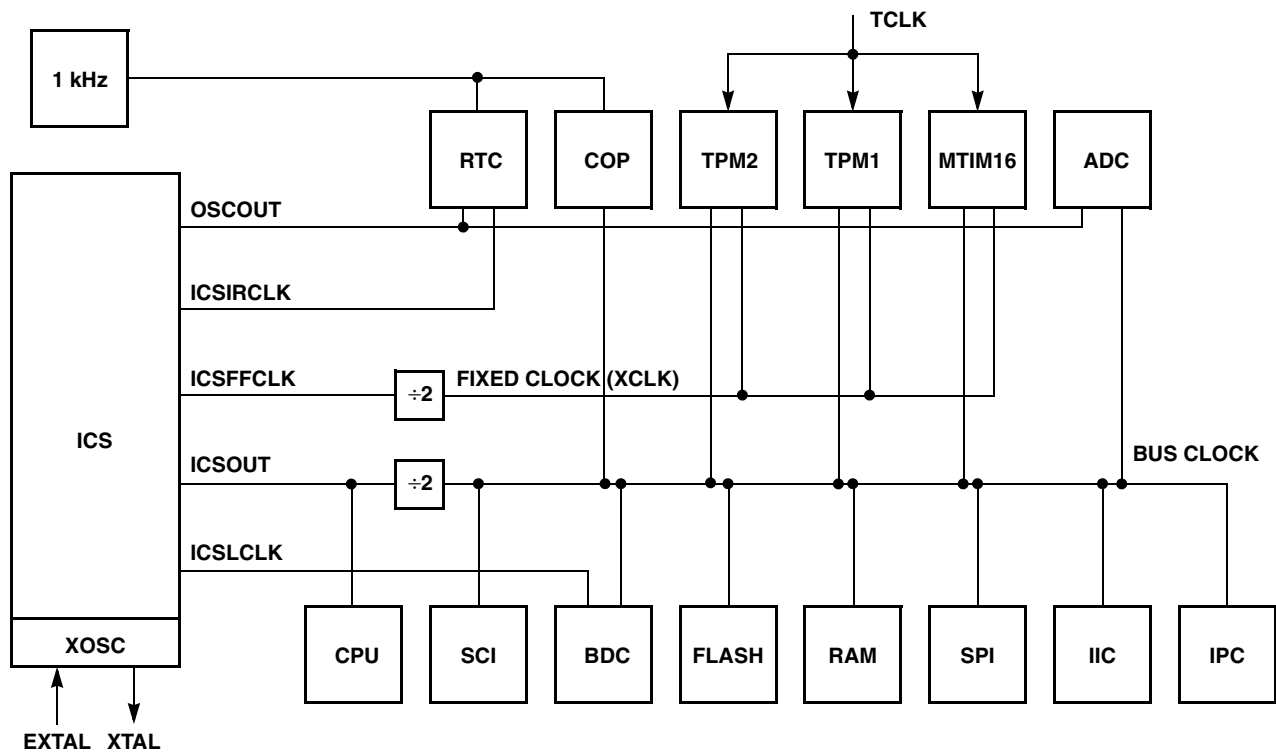 TCLK
1 kHz
RTC
COP
TPM2
TPM1
MTIM16
ADC
OSCOUT
ICSIRCLK
ICSFFCLK
÷2
FIXED CLOCK (XCLK)
ICS
ICSOUT
÷2
BUS CLOCK
ICSLCLK
XOSC
CPU
SCI
BDC
FLASH
RAM
SPI
IIC
IPC
EXTAL
XTAL